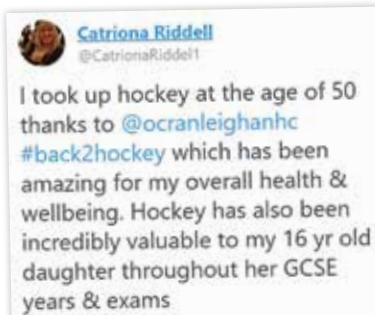 Catriona Riddell
@CatrionaRiddel1
I took up hockey at the age of 50
thanks to @ocranleighanhc
#back2hockey which has been
amazing for my overall health &
wellbeing. Hockey has also been
incredibly valuable to my 16 yr old
daughter throughout her GCSE
years & exams